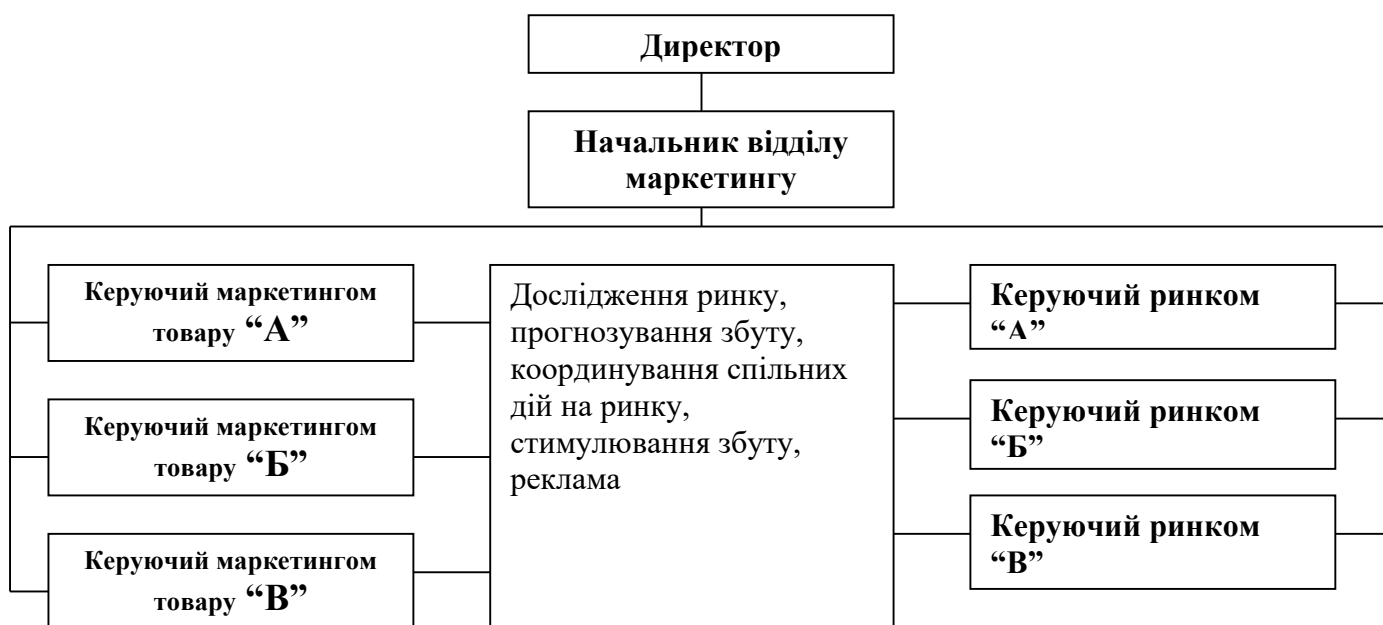 Директор
Начальник відділу
маркетингу
Керуючий маркетингом
товару “А”
Керуючий маркетингом
товару “Б”
Керуючий маркетингом
товару “В”
Дослідження ринку,
прогнозування збуту,
координування спільних
дій на ринку,
стимулювання збуту,
реклама
Керуючий ринком
“А”
Керуючий ринком
“Б”
Керуючий ринком
“В”